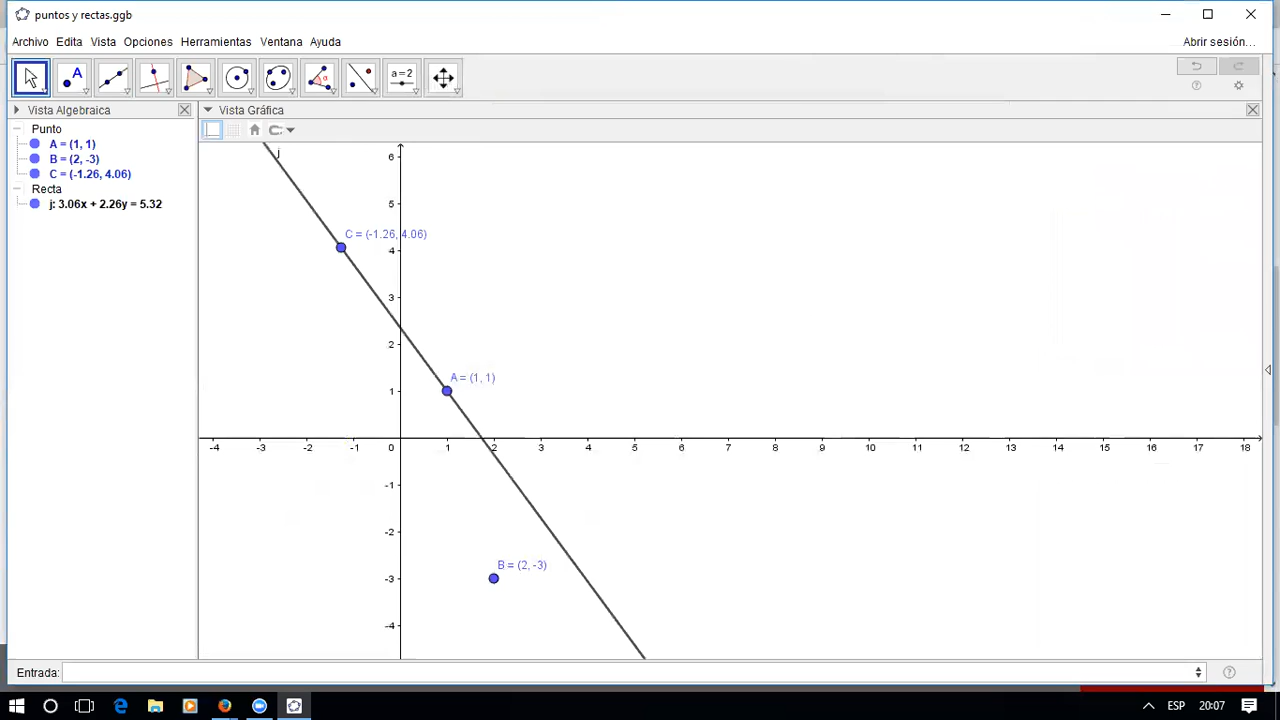 puntos y rectas.ggb
Archivo Edita Vista Opciones Herramientas Ventana Ayuda Abrir sesión...
A α a=2
Vista Algebraica
Vista Gráfica
Punto
A = (1, 1)
B = (2, -3)
C = (-1.26, 4.06)
Recta
j: 3.06x + 2.26y = 5.32
j
6
5
C = (-1.26, 4.06)
4
3
2
A = (1, 1)
1
-4 -3 -2 -1 0 1 2 3 4 5 6 7 8 9 10 11 12 13 14 15 16 17 18
-1
-2
B = (2, -3)
-3
-4
Entrada:
ESP 20:07